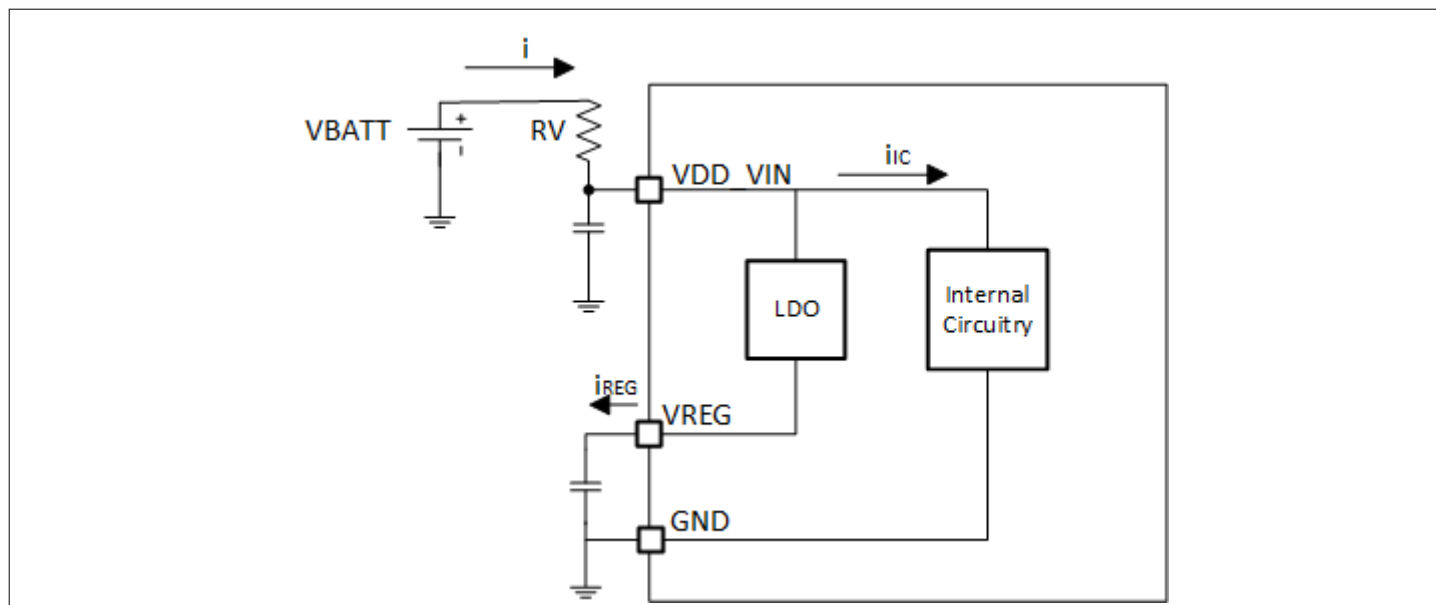 i
VBATT
+
-
RV
VDD_VIN
iIC
LDO
Internal
Circuitry
iREG
VREG
GND